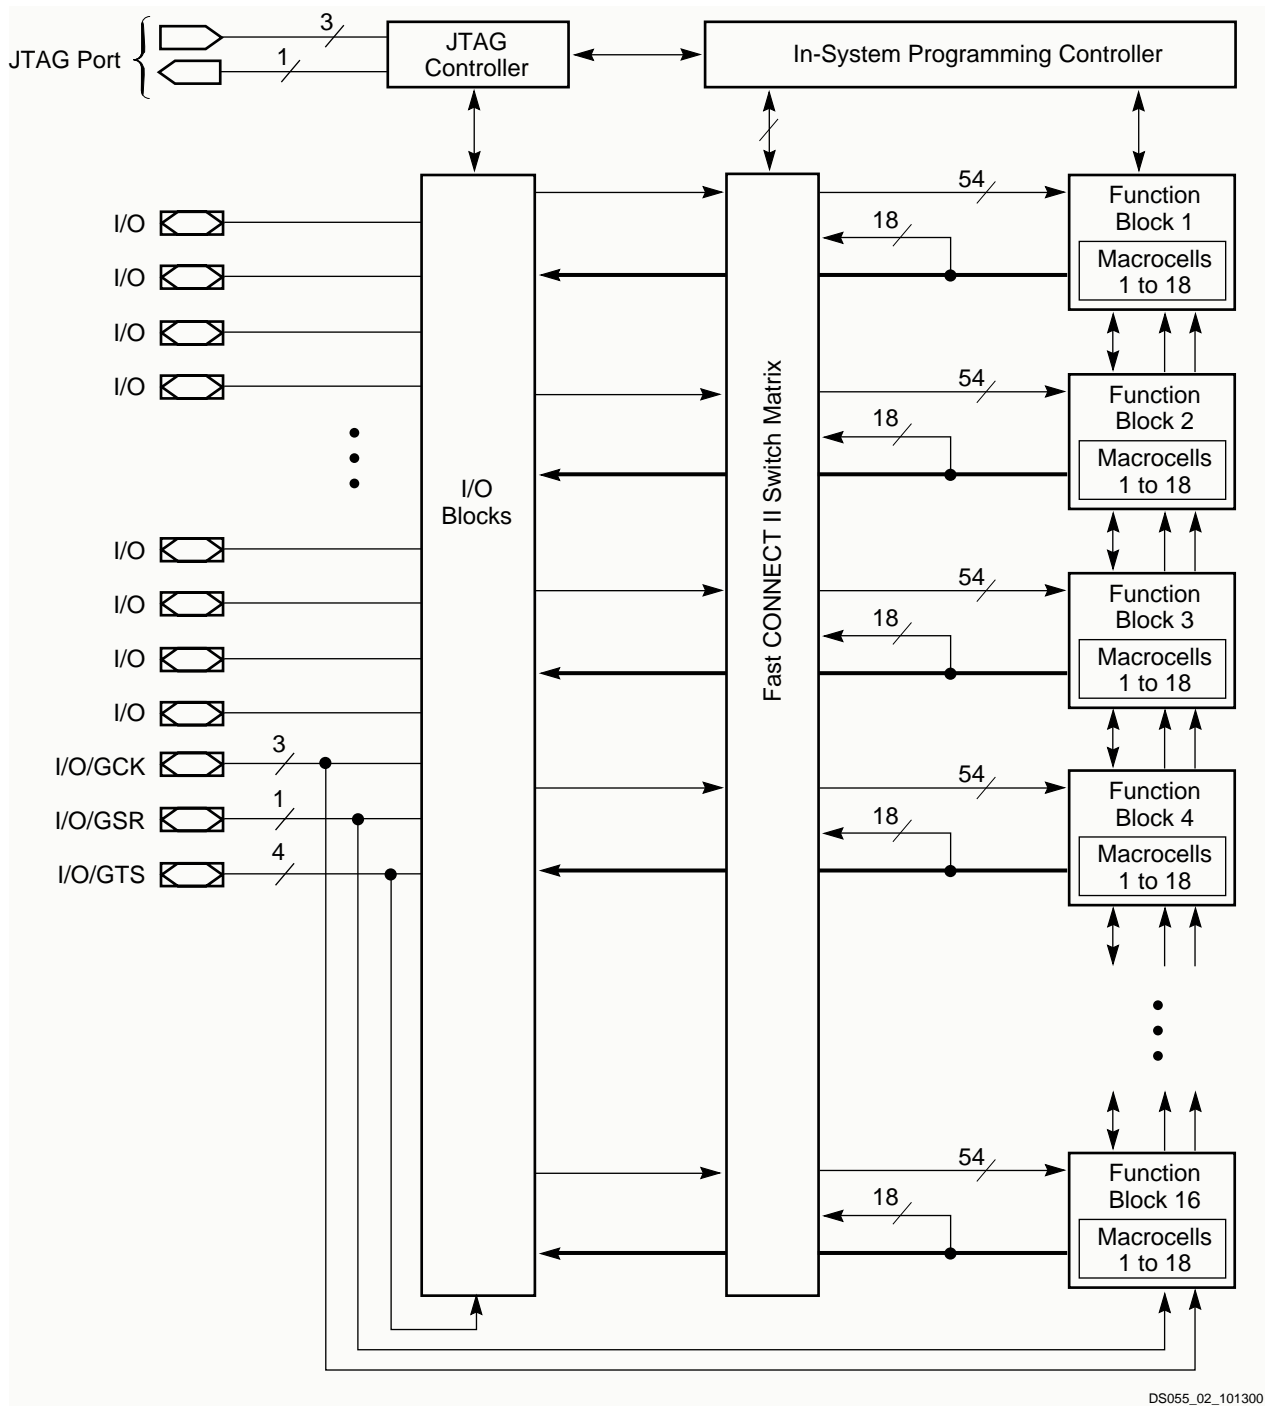 JTAG Port
3
1
JTAG
Controller
In-System Programming Controller
I/O
I/O
I/O
I/O
I/O
I/O
I/O
I/O
I/O/GCK
3
I/O/GSR
1
I/O/GTS
4
I/O
Blocks
Fast CONNECT II Switch Matrix
54
18
Function
Block 1
Macrocells
1 to 18
54
18
Function
Block 2
Macrocells
1 to 18
54
18
Function
Block 3
Macrocells
1 to 18
54
18
Function
Block 4
Macrocells
1 to 18
54
18
Function
Block 16
Macrocells
1 to 18
DS055_02_101300